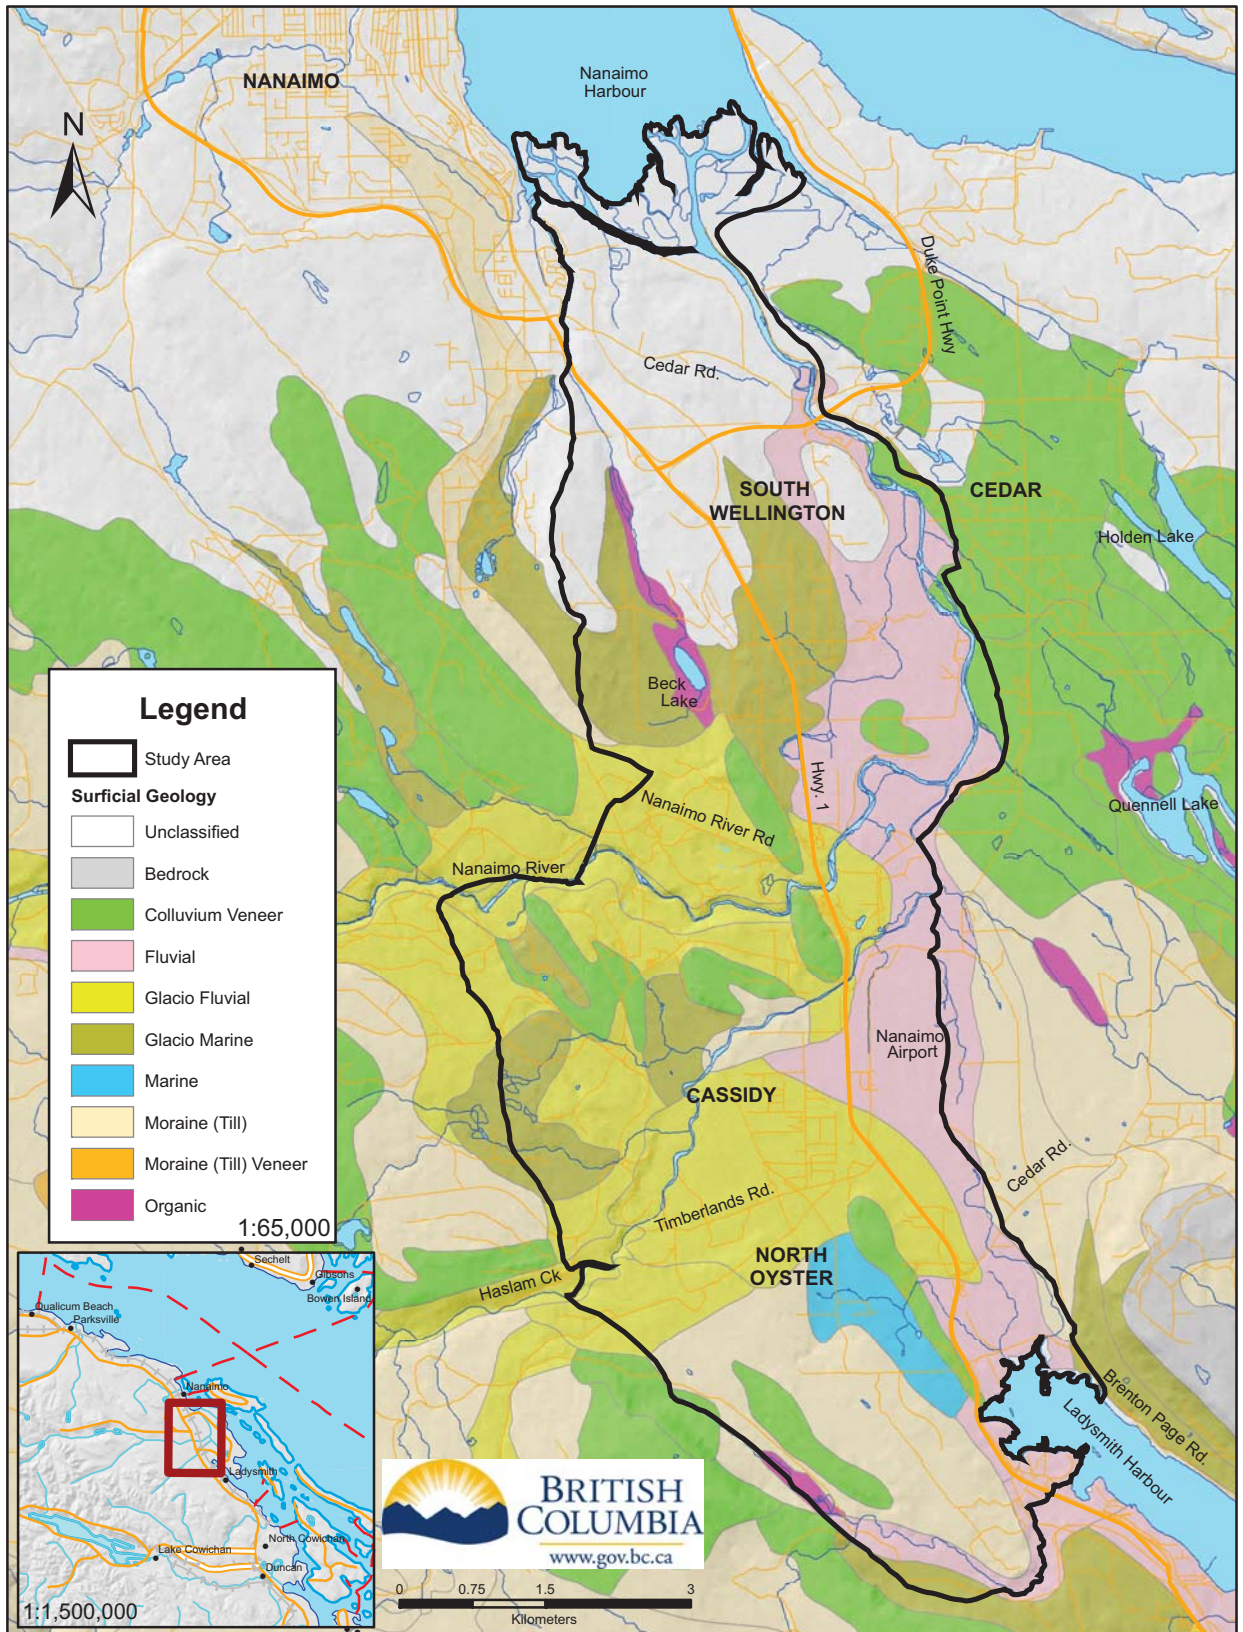 Nanaimo
Harbour
NANAIMO
N
Duke Point Hwy
Cedar Rd.
SOUTH
WELLINGTON
CEDAR
Holden Lake
Beck
Lake
Hwy. 1
Nanaimo River Rd
Quennell Lake
Nanaimo River
Nanaimo
Airport
CASSIDY
Cedar Rd.
Timberlands Rd.
NORTH
OYSTER
Haslam Ck
Brenton Page Rd.
Ladysmith Harbour
Legend
Study Area
Surficial Geology
Unclassified
Bedrock
Colluvium Veneer
Fluvial
Glacio Fluvial
Glacio Marine
Marine
Moraine (Till)
Moraine (Till) Veneer
Organic
1:65,000
Sechelt
Gibsons
Bowen Island
Qualicum Beach
Parksville
Nanaimo
Ladysmith
North Cowichan
Lake Cowichan
Duncan
1:1,500,000
BRITISH
COLUMBIA
www.gov.bc.ca
0 0.75 1.5 3
Kilometers